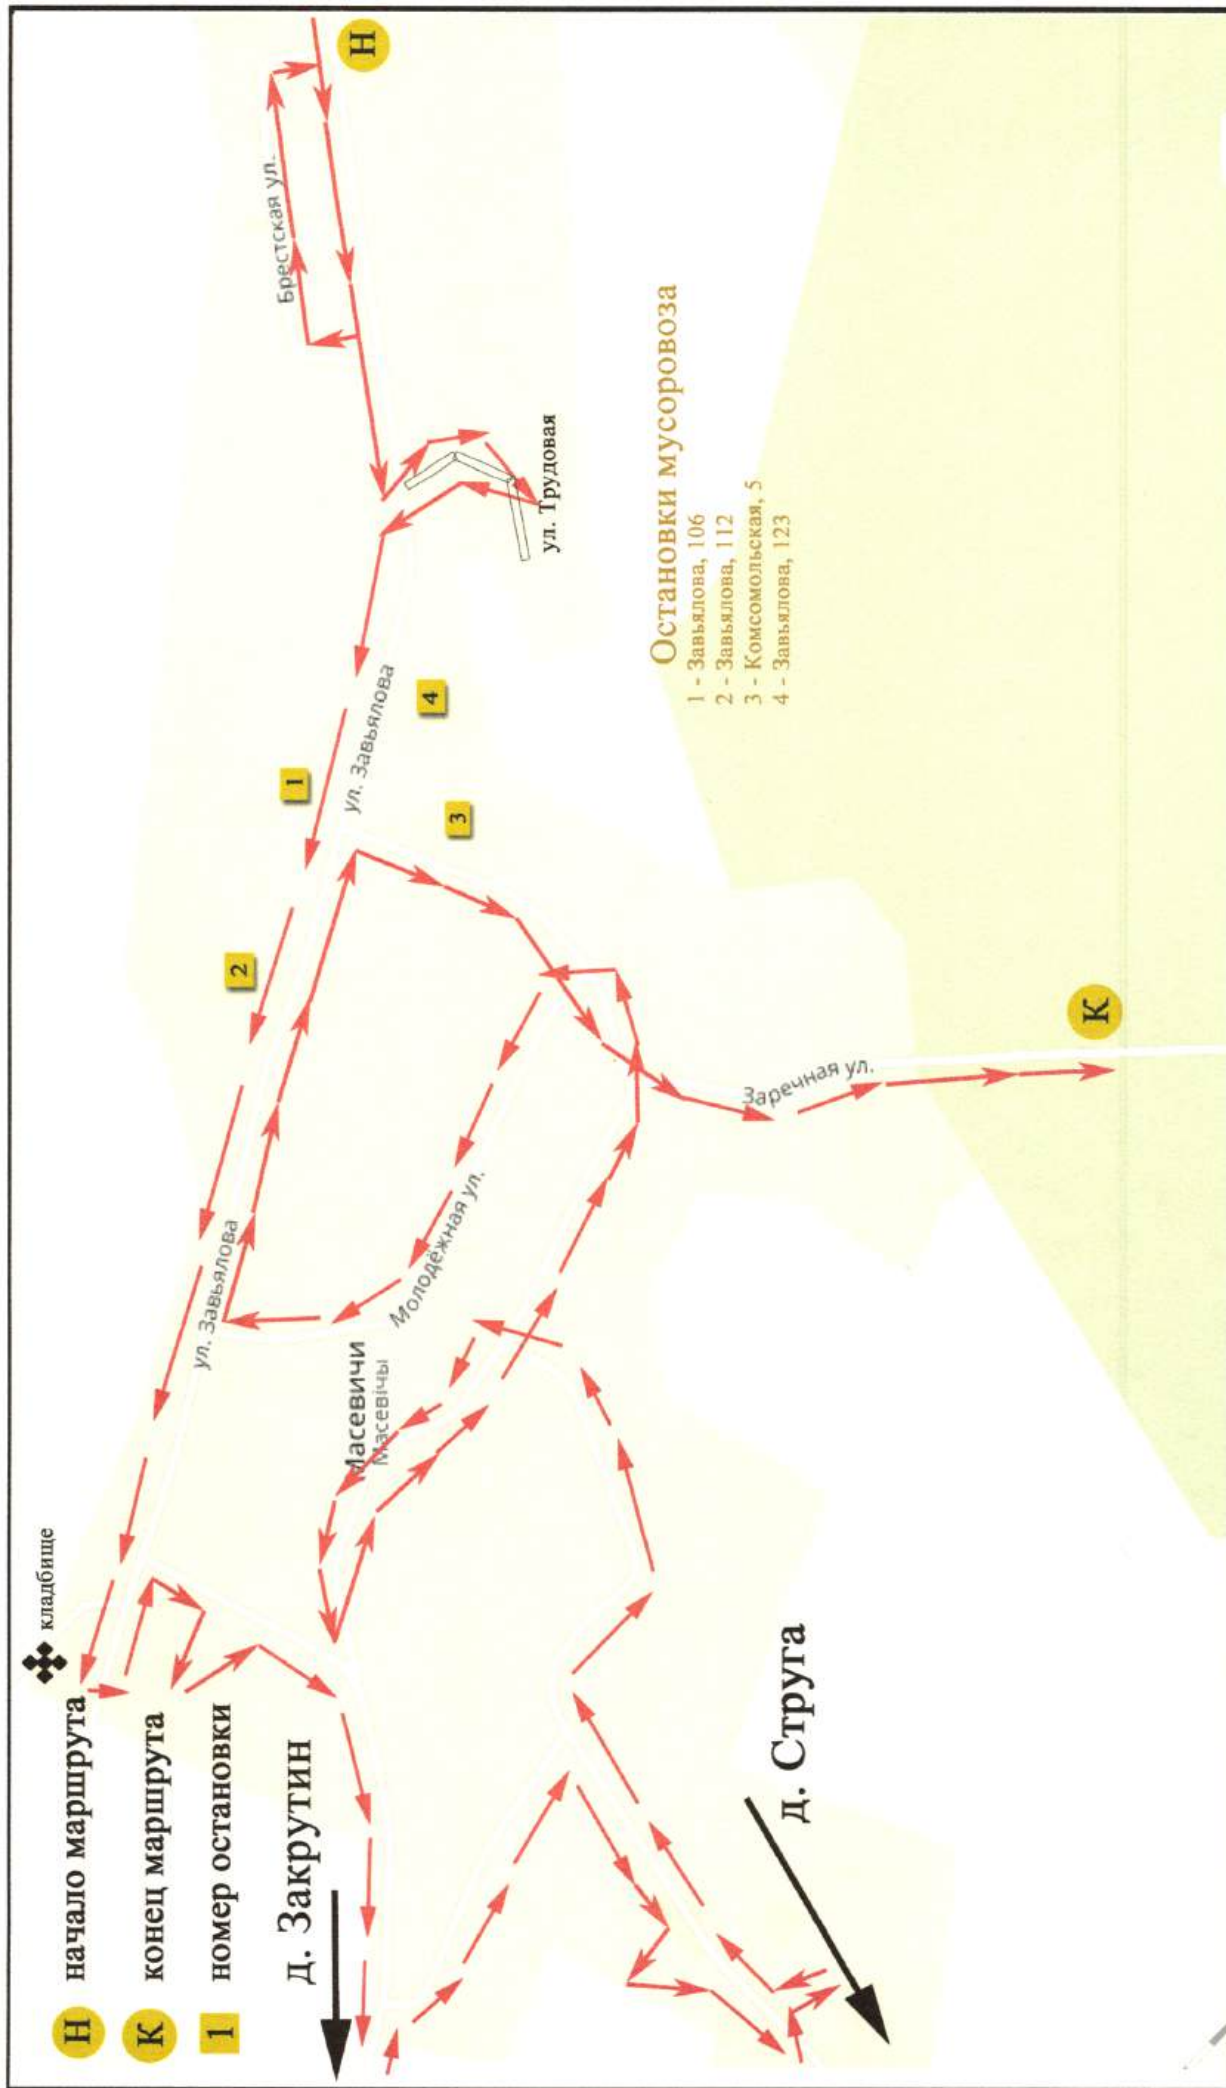 Н начало маршрута
К конец маршрута
1 номер остановки
кладбище
д. Закрутин
д. Струга
ул. Завьялова
Масевичи
Масевічы
Молодёжная ул.
2
1
ул. Завьялова
4
3
Заречная ул.
К
Брестская ул.
Н
ул. Трудовая
Остановки мусоровоза
1 - Завьялова, 106
2 - Завьялова, 112
3 - Комсомольская, 5
4 - Завьялова, 123